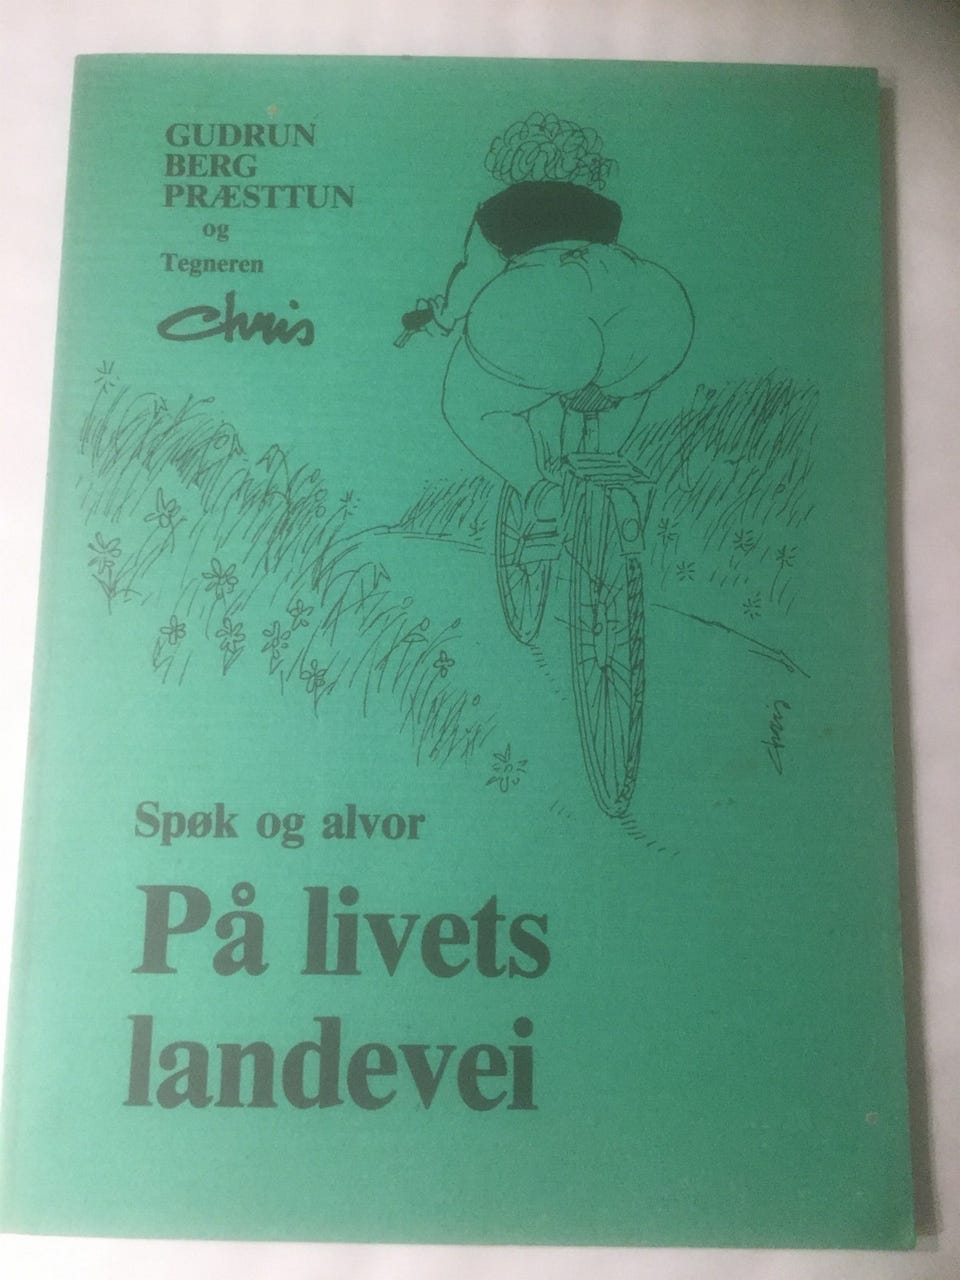 GUDRUN
BERG
PRÆSTTUN
og
Tegneren
Chris
Chris
Spøk og alvor
På livets
landevei